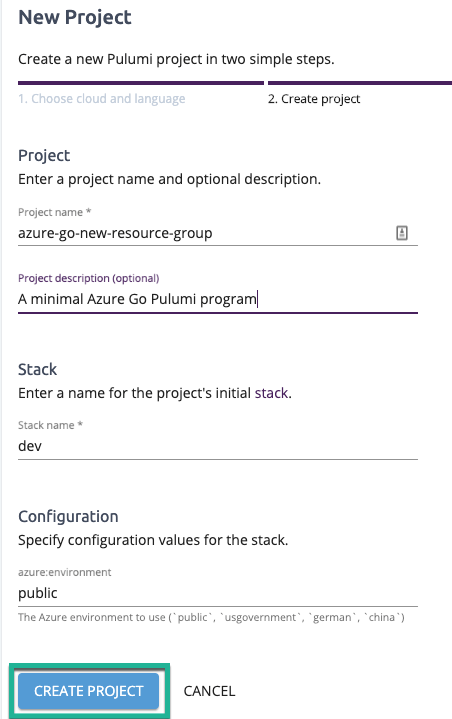 New Project
Create a new Pulumi project in two simple steps.
1. Choose cloud and language 2. Create project
Project
Enter a project name and optional description.
Project name *
azure-go-new-resource-group
Project description (optional)
A minimal Azure Go Pulumi program
Stack
Enter a name for the project's initial stack.
Stack name *
dev
Configuration
Specify configuration values for the stack.
azure:environment
public
The Azure environment to use (`public`, `usgovernment`, `german`, `china`)
CREATE PROJECT CANCEL